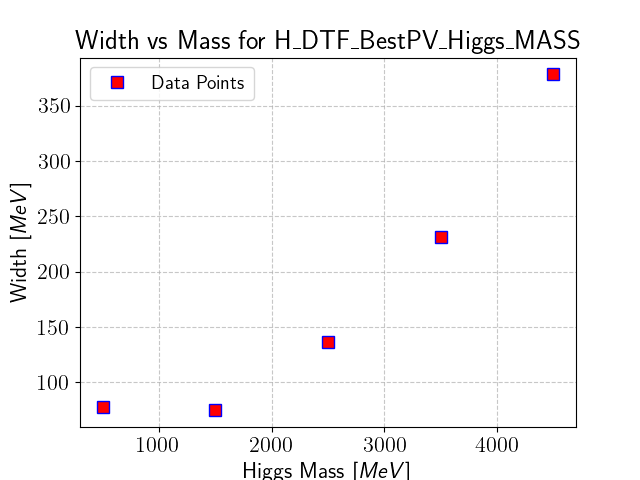 Width vs Mass for H_DTF_BestPV_Higgs_MASS
Data Points
350
300
250
200
150
100
Width [MeV]
1000 2000 3000 4000
Higgs Mass [MeV]